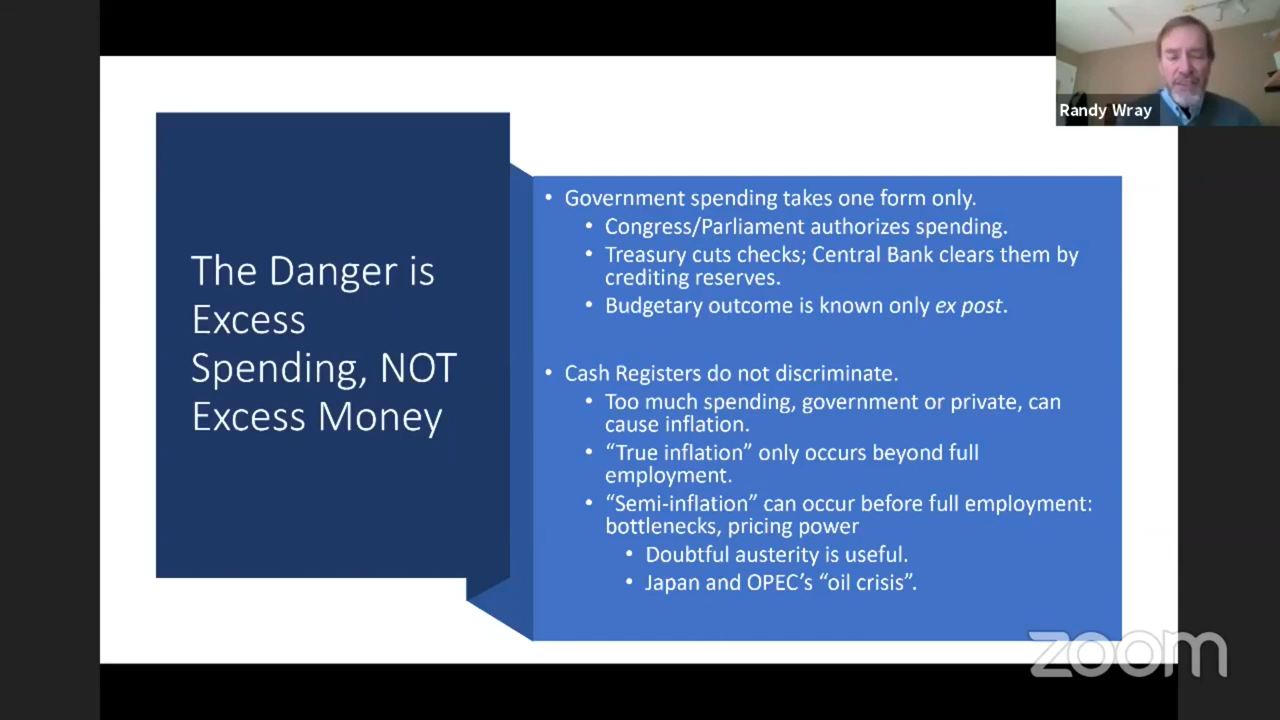 Randy Wray
The Danger is
Excess
Spending, NOT
Excess Money
• Government spending takes one form only.
• Congress/Parliament authorizes spending.
• Treasury cuts checks; Central Bank clears them by
crediting reserves.
• Budgetary outcome is known only ex post.
• Cash Registers do not discriminate.
• Too much spending, government or private, can
cause inflation.
• “True inflation” only occurs beyond full
employment.
• “Semi-inflation” can occur before full employment:
bottlenecks, pricing power
• Doubtful austerity is useful.
• Japan and OPEC’s “oil crisis”.
zoom